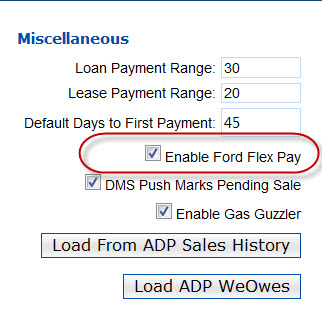 Miscellaneous
Loan Payment Range: 30
Lease Payment Range: 20
Default Days to First Payment: 45
Enable Ford Flex Pay
DMS Push Marks Pending Sale
Enable Gas Guzzler
Load From ADP Sales History
Load ADP WeOwes